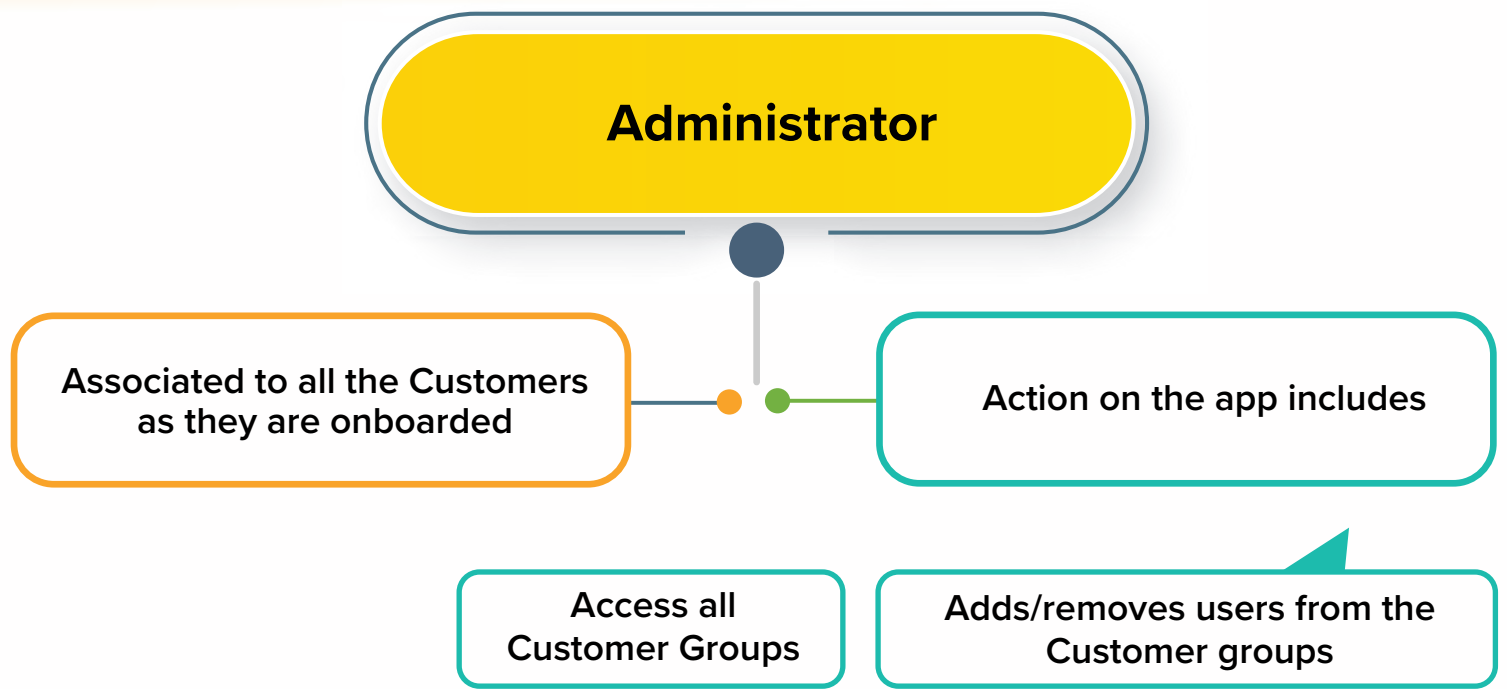 Administrator
Associated to all the Customers
as they are onboarded
Action on the app includes
Access all
Customer Groups
Adds/removes users from the
Customer groups